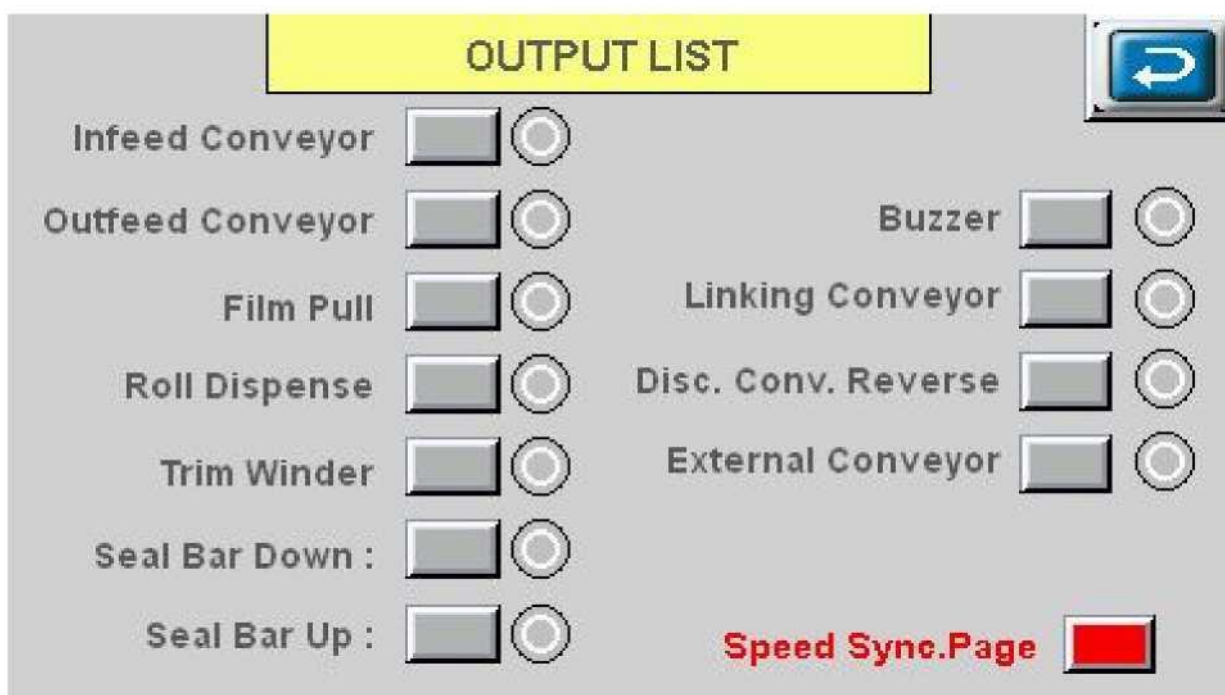 OUTPUT LIST
Infeed Conveyor
Outfeed Conveyor
Film Pull
Roll Dispense
Trim Winder
Seal Bar Down :
Seal Bar Up :
Buzzer
Linking Conveyor
Disc. Conv. Reverse
External Conveyor
Speed Sync.Page